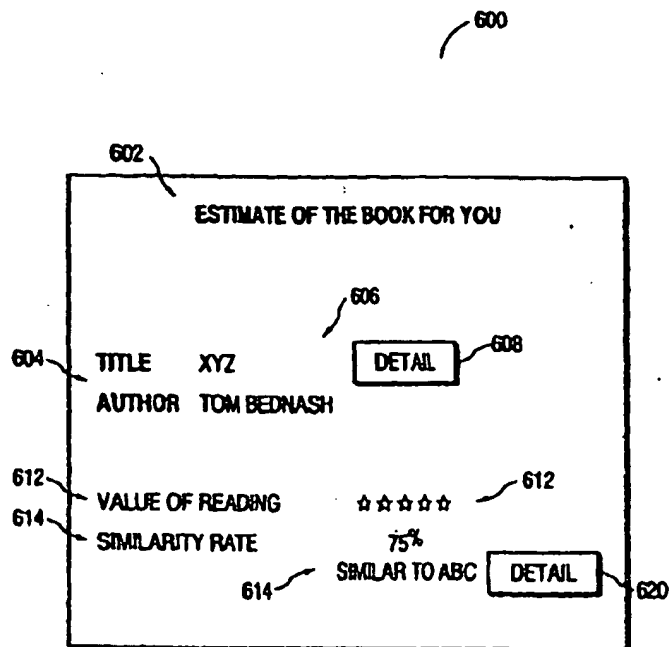 600
602
ESTIMATE OF THE BOOK FOR YOU
606
604 TITLE XYZ DETAIL 608
AUTHOR TOM BEDNASH
612 VALUE OF READING ☆☆☆☆☆ 612
614 SIMILARITY RATE 75%
614 SIMILAR TO ABC DETAIL 620